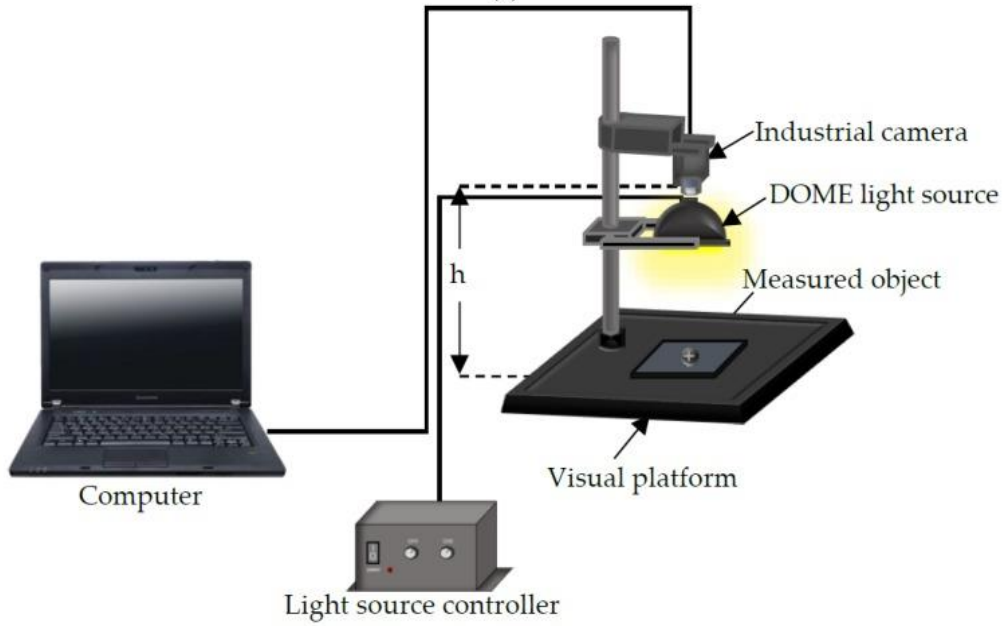 Industrial camera
DOME light source
h
Measured object
Visual platform
Computer
Light source controller